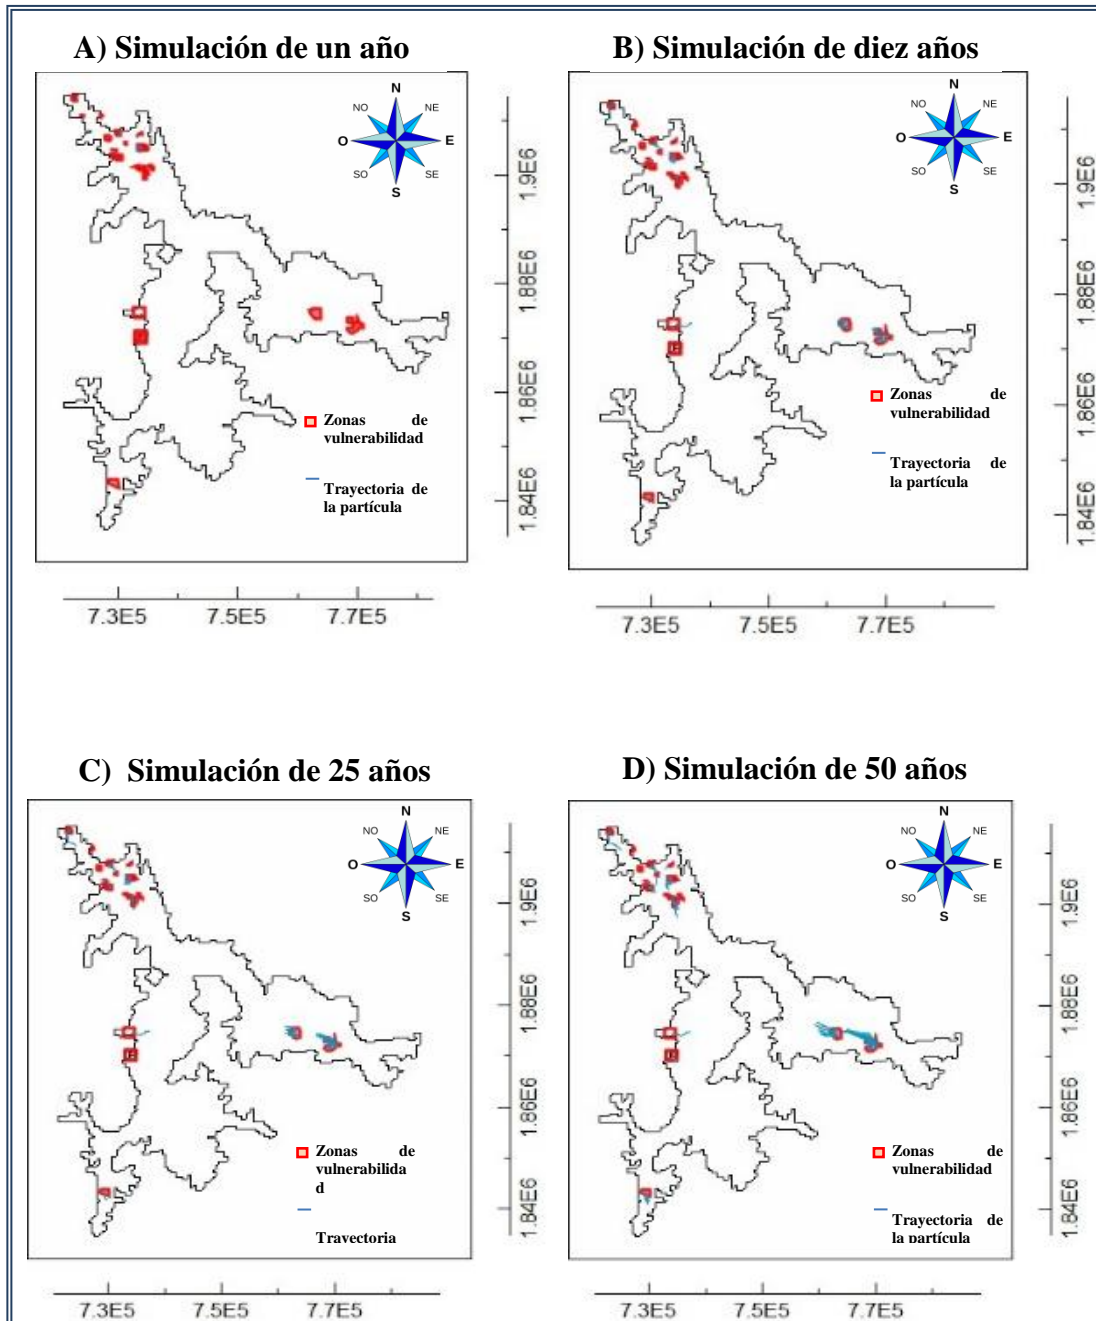 A) Simulación de un año
N
NO
NE
O
E
SO
SE
S
1.9E6
1.88E6
1.86E6
1.84E6
Zonas de
vulnerabilidad
Trayectoria de
la partícula
7.3E5
7.5E5
7.7E5
B) Simulación de diez años
N
NO
NE
O
E
SO
SE
S
1.9E6
1.88E6
1.86E6
1.84E6
Zonas de
vulnerabilidad
Trayectoria de
la partícula
7.3E5
7.5E5
7.7E5
C) Simulación de 25 años
N
NO
NE
O
E
SO
SE
S
1.9E6
1.88E6
1.86E6
1.84E6
Zonas de
vulnerabilida
d
Trayectoria
7.3E5
7.5E5
7.7E5
D) Simulación de 50 años
N
NO
NE
O
E
SO
SE
S
1.9E6
1.88E6
1.86E6
1.84E6
Zonas de
vulnerabilidad
Trayectoria de
la partícula
7.3E5
7.5E5
7.7E5